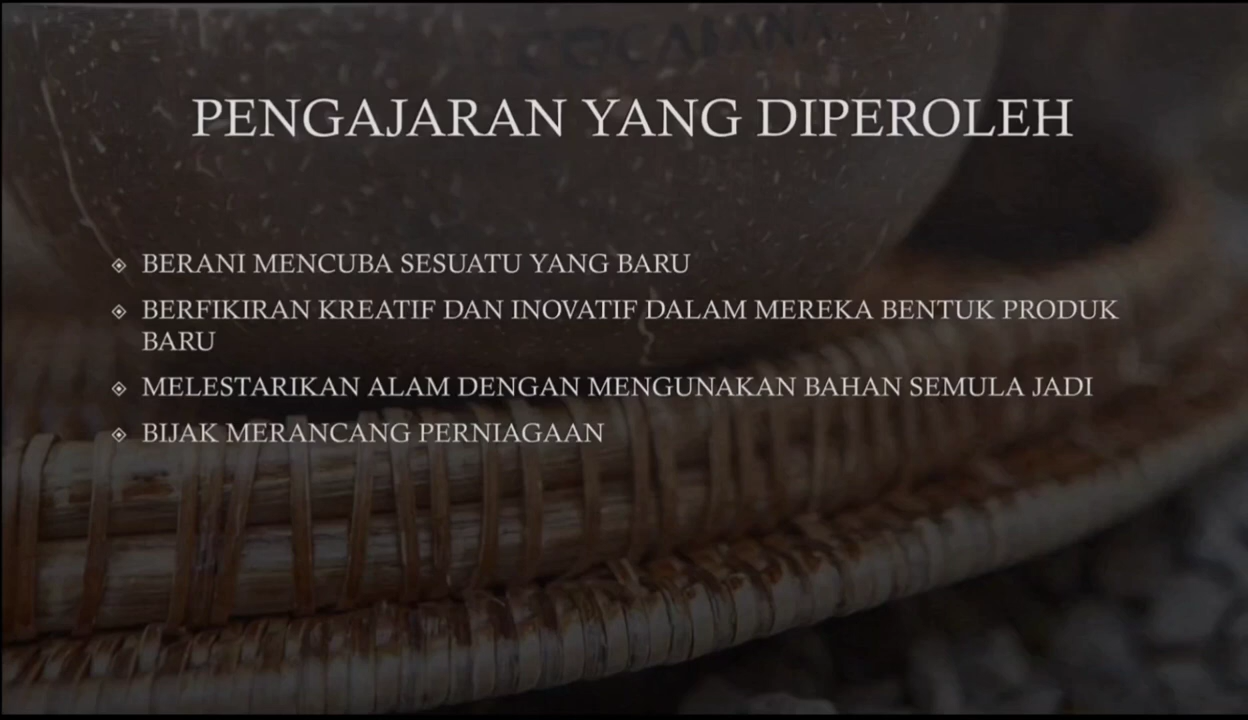 PENGAJARAN YANG DIPEROLEH
BERANI MENCUBA SESUATU YANG BARU
BERFIKIRAN KREATIF DAN INOVATIF DALAM MEREKA BENTUK PRODUK
BARU
MELESTARIKAN ALAM DENGAN MENGUNAKAN BAHAN SEMULA JADI
BIJAK MERANCANG PERNIAGAAN